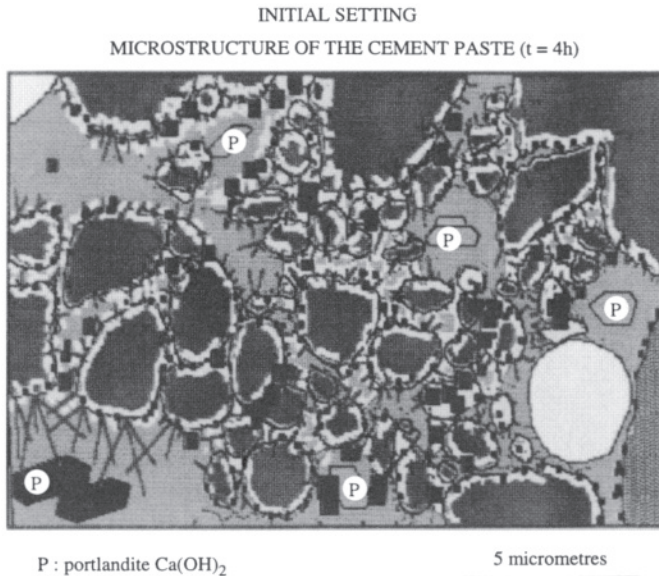 INITIAL SETTING
MICROSTRUCTURE OF THE CEMENT PASTE (t = 4h)
P
P
P
P
P
P : portlandite Ca(OH)2
5 micrometres